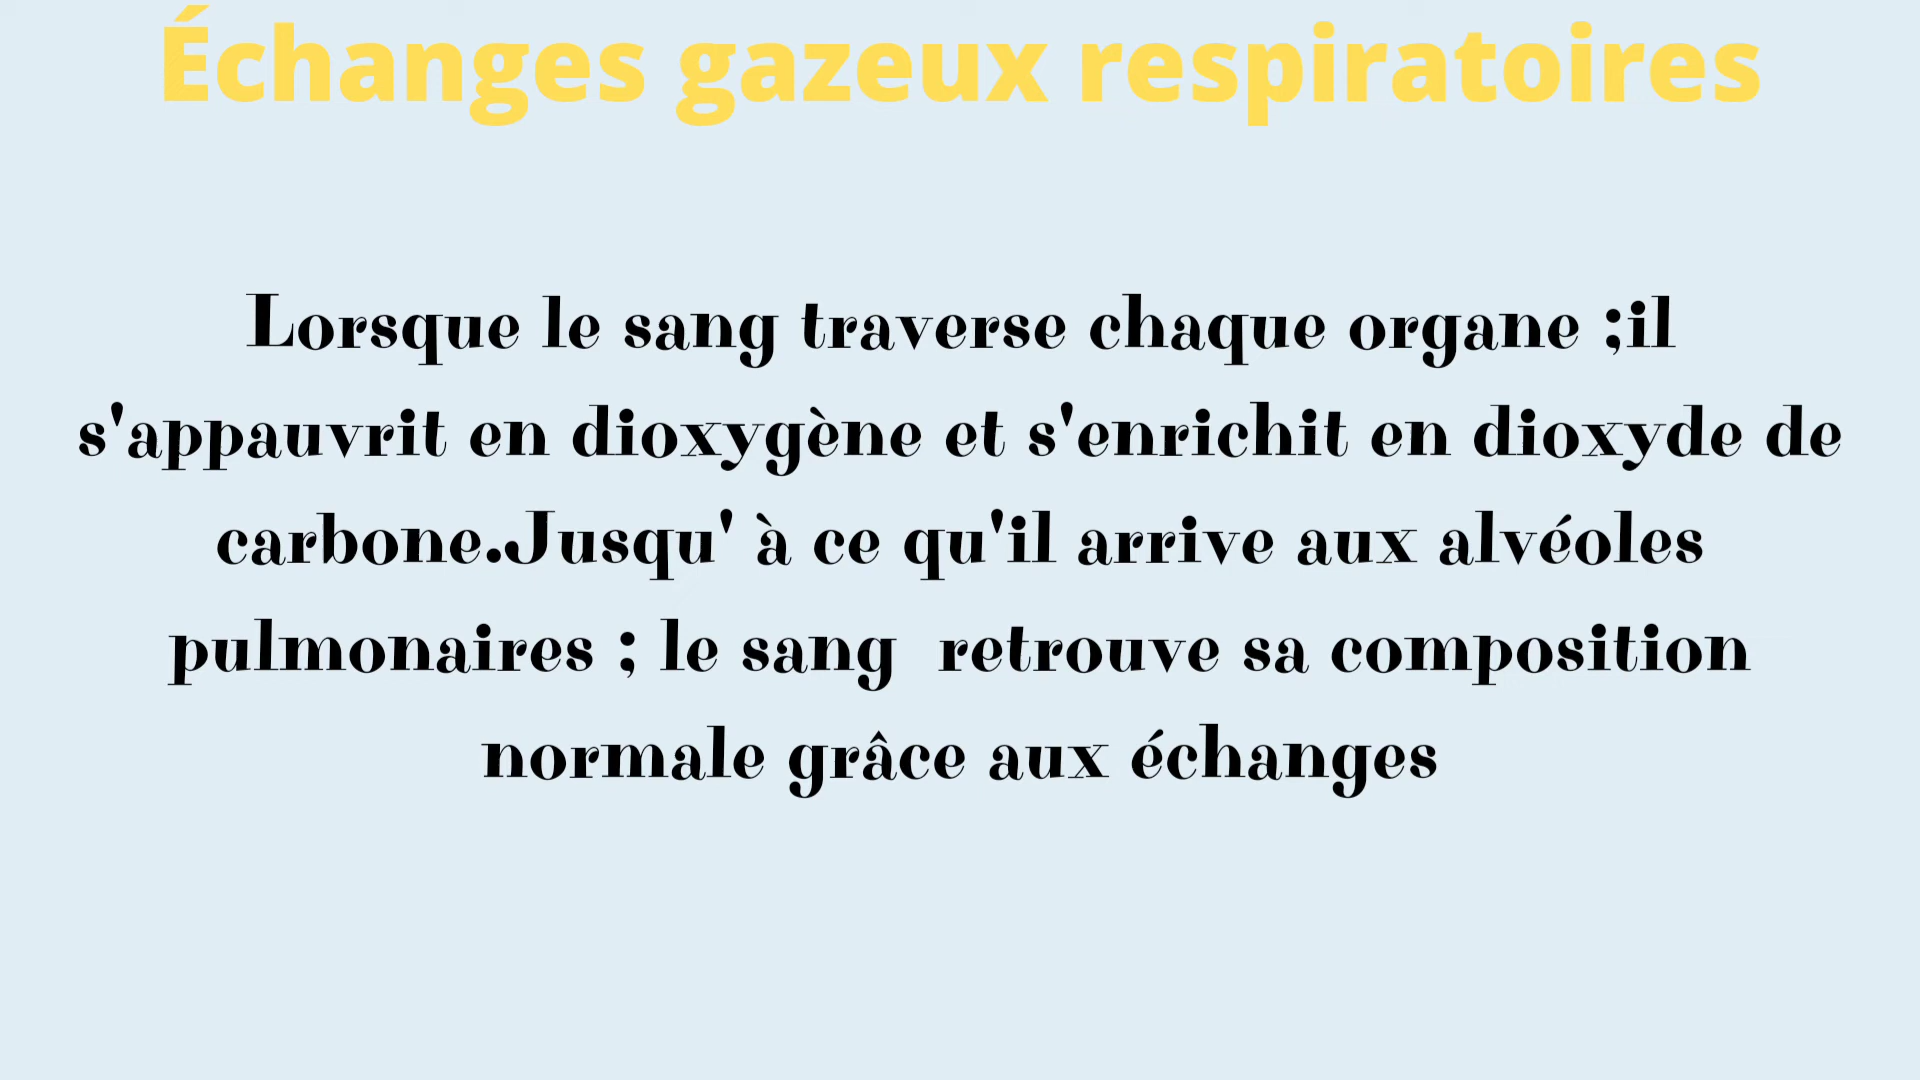 Échanges gazeux respiratoires
Lorsque le sang traverse chaque organe ;il
s'appauvrit en dioxygène et s'enrichit en dioxyde de
carbone.Jusqu' à ce qu'il arrive aux alvéoles
pulmonaires ; le sang  retrouve sa composition
normale grâce aux échanges